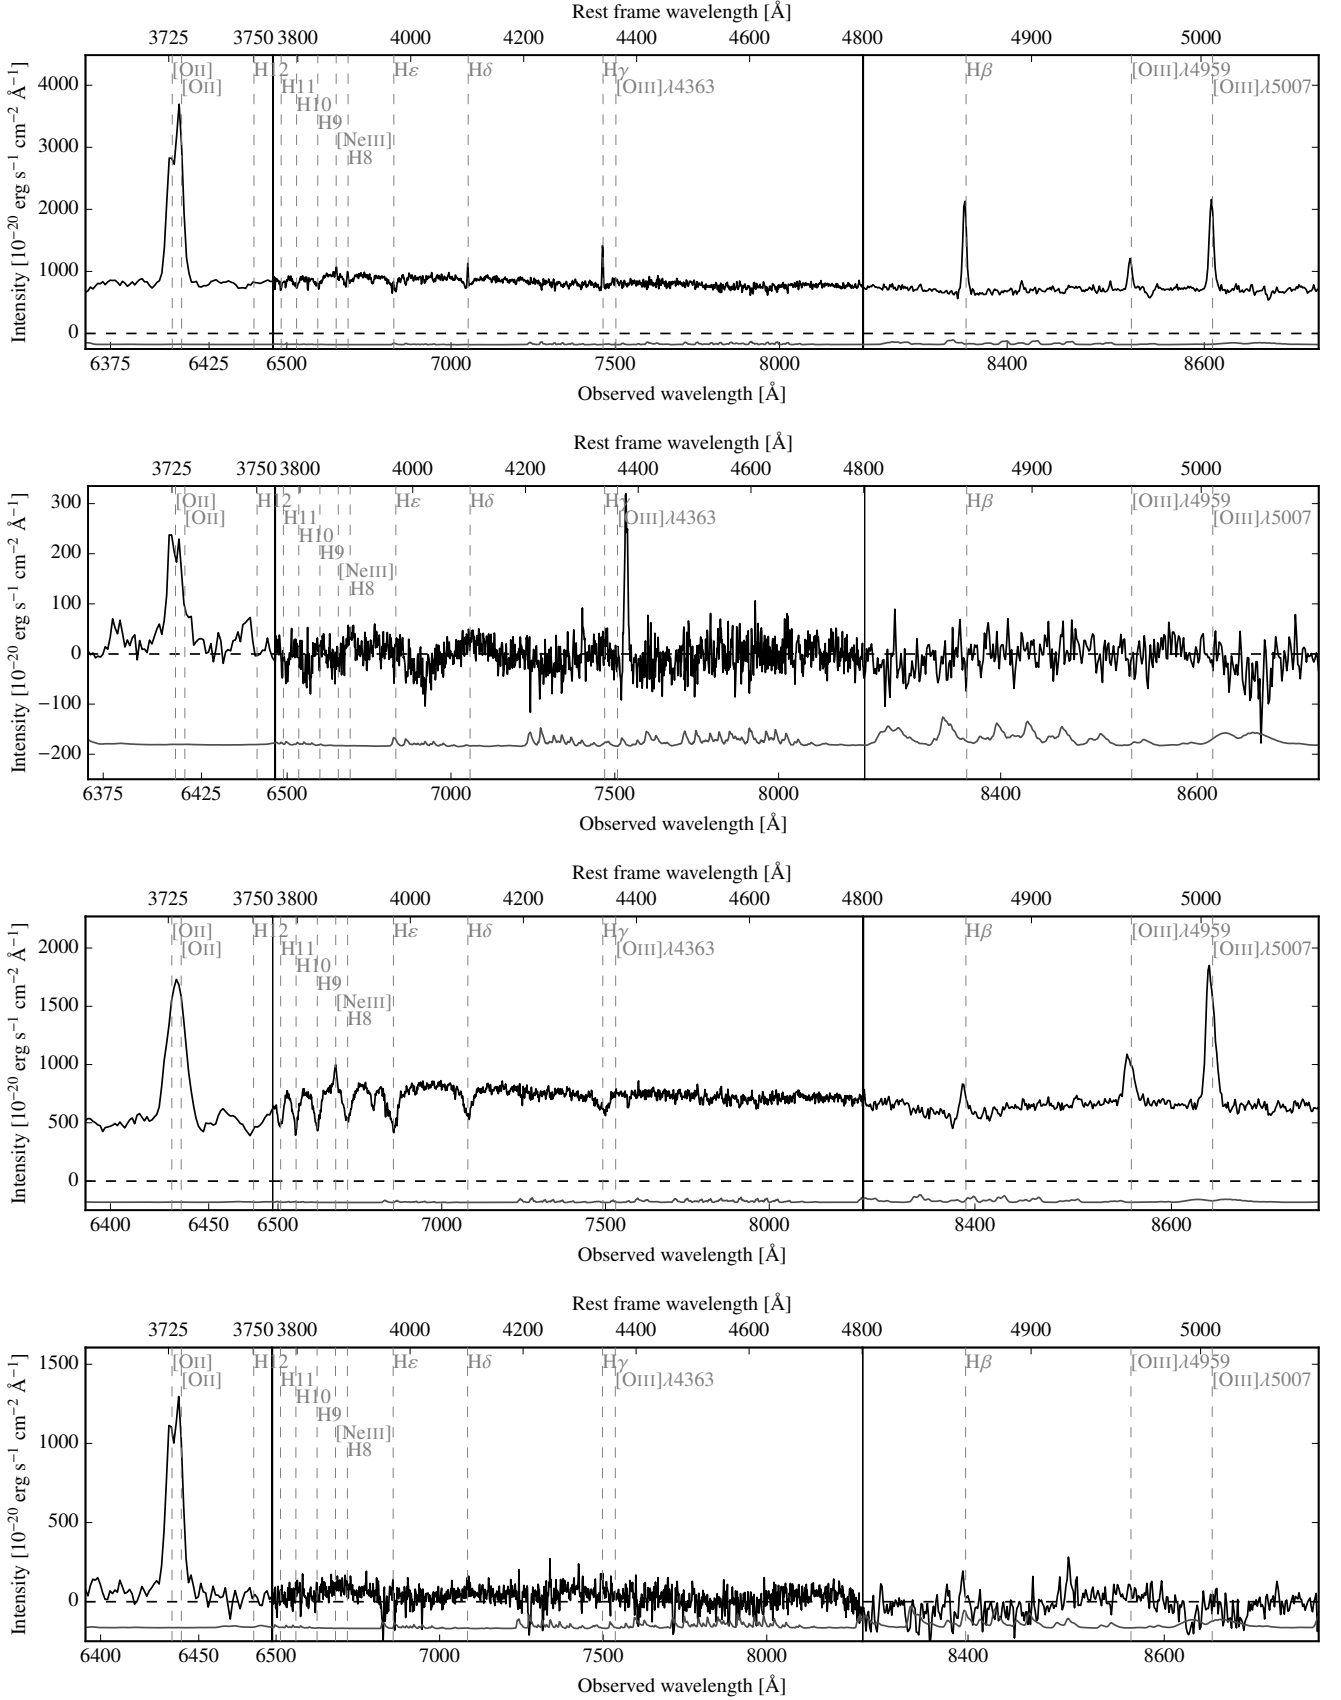 Rest frame wavelength [Å]
3725 3750 3800 4000 4200 4400 4600 4800 4900 5000
4000 [OII] H12 Hε Hδ Hγ Hβ [OIII]λ4959
[OII] H11 [OIII]λ4363 [OIII]λ5007
H10
H9
3000 [NeIII]
H8
2000
1000
0
Intensity [10⁻²⁰ erg s⁻¹ cm⁻² Å⁻¹]
6375 6425 6500 7000 7500 8000 8400 8600
Observed wavelength [Å]
Rest frame wavelength [Å]
3725 3750 3800 4000 4200 4400 4600 4800 4900 5000
300 [OII] H12 Hε Hδ Hγ Hβ [OIII]λ4959
[OII] H11 [OIII]λ4363 [OIII]λ5007
H10
200 H9
[NeIII]
H8
100
0
−100
−200
Intensity [10⁻²⁰ erg s⁻¹ cm⁻² Å⁻¹]
6375 6425 6500 7000 7500 8000 8400 8600
Observed wavelength [Å]
Rest frame wavelength [Å]
3725 3750 3800 4000 4200 4400 4600 4800 4900 5000
[OII] H12 Hε Hδ Hγ Hβ [OIII]λ4959
2000 [OII] H11 [OIII]λ4363 [OIII]λ5007
H10
H9
1500 [NeIII]
H8
1000
500
0
Intensity [10⁻²⁰ erg s⁻¹ cm⁻² Å⁻¹]
6400 6450 6500 7000 7500 8000 8400 8600
Observed wavelength [Å]
Rest frame wavelength [Å]
3725 3750 3800 4000 4200 4400 4600 4800 4900 5000
1500 [OII] H12 Hε Hδ Hγ Hβ [OIII]λ4959
[OII] H11 [OIII]λ4363 [OIII]λ5007
H10
H9
[NeIII]
1000 H8
500
0
Intensity [10⁻²⁰ erg s⁻¹ cm⁻² Å⁻¹]
6400 6450 6500 7000 7500 8000 8400 8600
Observed wavelength [Å]